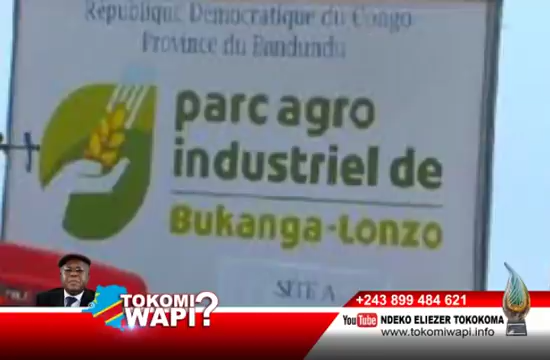 République Démocratique du Congo
Province du Bandundu
parc agro
industriel de
Bukanga-Lonzo
SITE A
TOKOMI
WAPI?
+243 899 484 621
YouTube NDEKO ELIEZER TOKOKOMA
www.tokomiwapi.info